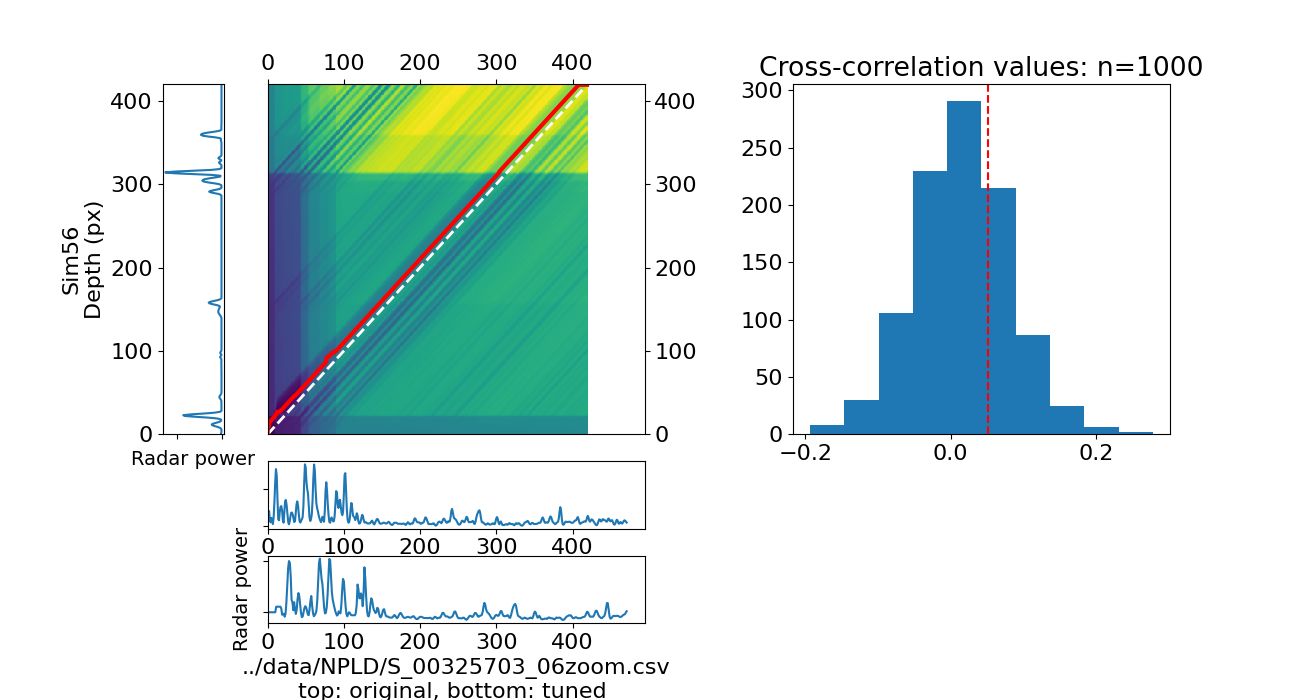 0 100 200 300 400
Cross-correlation values: n=1000
Sim56
Depth (px)
400
300
200
100
0
Radar power
400
300
200
100
0
300
250
200
150
100
50
0
−0.2 0.0 0.2
0 100 200 300 400
Radar power
0 100 200 300 400
../data/NPLD/S_00325703_06zoom.csv
top: original, bottom: tuned